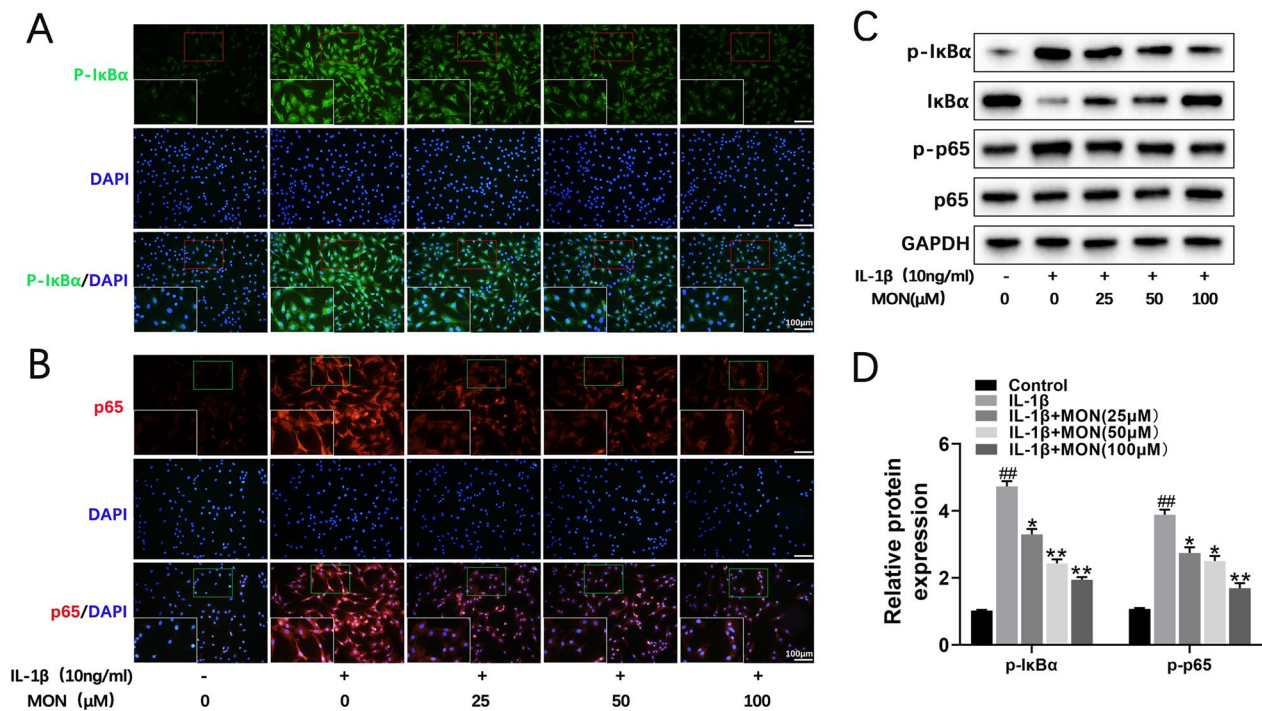 A
P-IκBα
DAPI
P-IκBα/DAPI
100μm
B
p65
DAPI
p65/DAPI
100μm
IL-1β (10ng/ml) - + + + +
MON (μM) 0 0 25 50 100
C
p-IκBα
IκBα
p-p65
p65
GAPDH
IL-1β (10ng/ml) - + + + +
MON(μM) 0 0 25 50 100
D
Control
IL-1β
IL-1β+MON(25μM)
IL-1β+MON(50μM)
IL-1β+MON(100μM)
Relative protein
expression
6
4
2
0
## * ** **
## * * **
p-IκBα p-p65